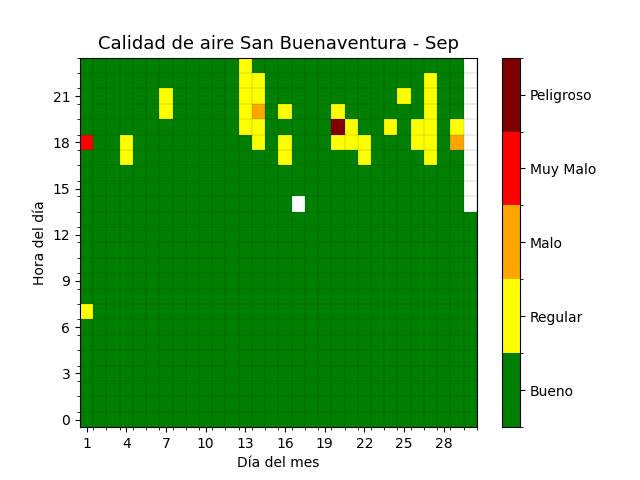 Calidad de aire San Buenaventura - Sep
Hora del día
21
18
15
12
9
6
3
0
1 4 7 10 13 16 19 22 25 28
Día del mes
Peligroso
Muy Malo
Malo
Regular
Bueno